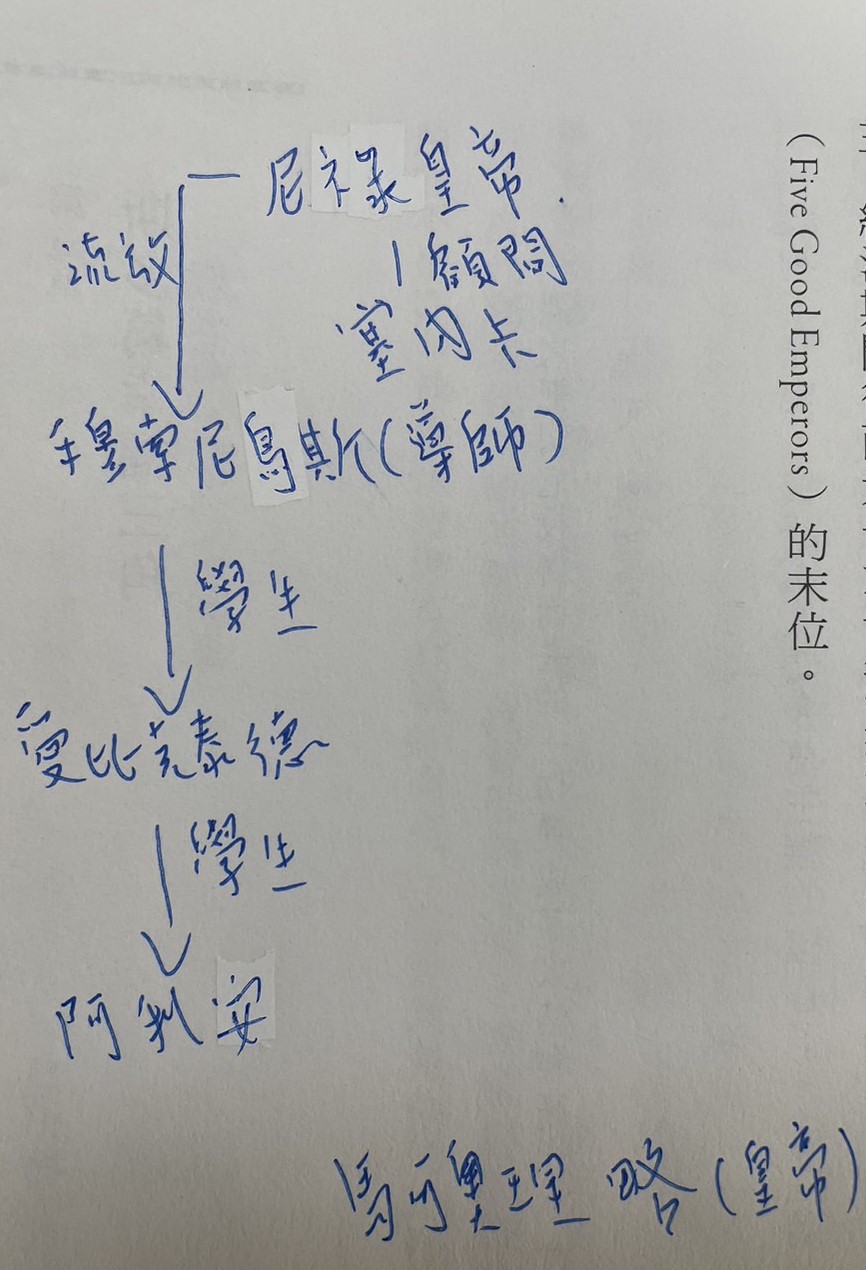 尼祿皇帝.
流放
顧問
塞內卡
穆索尼烏斯(導師)
學生
愛比克泰德
學生
阿利安
馬可奧理略(皇帝)
（Five Good Emperors）的末位。